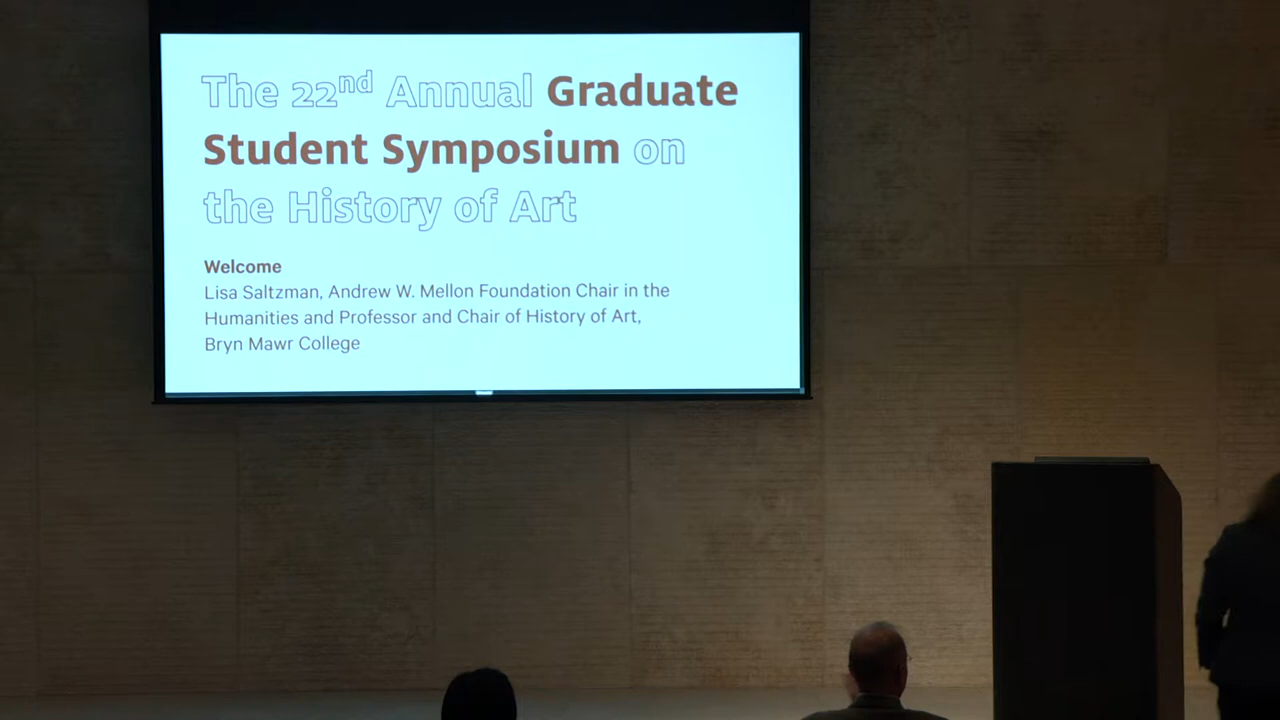 The 22nd Annual Graduate
Student Symposium on
the History of Art
Welcome
Lisa Saltzman, Andrew W. Mellon Foundation Chair in the
Humanities and Professor and Chair of History of Art,
Bryn Mawr College